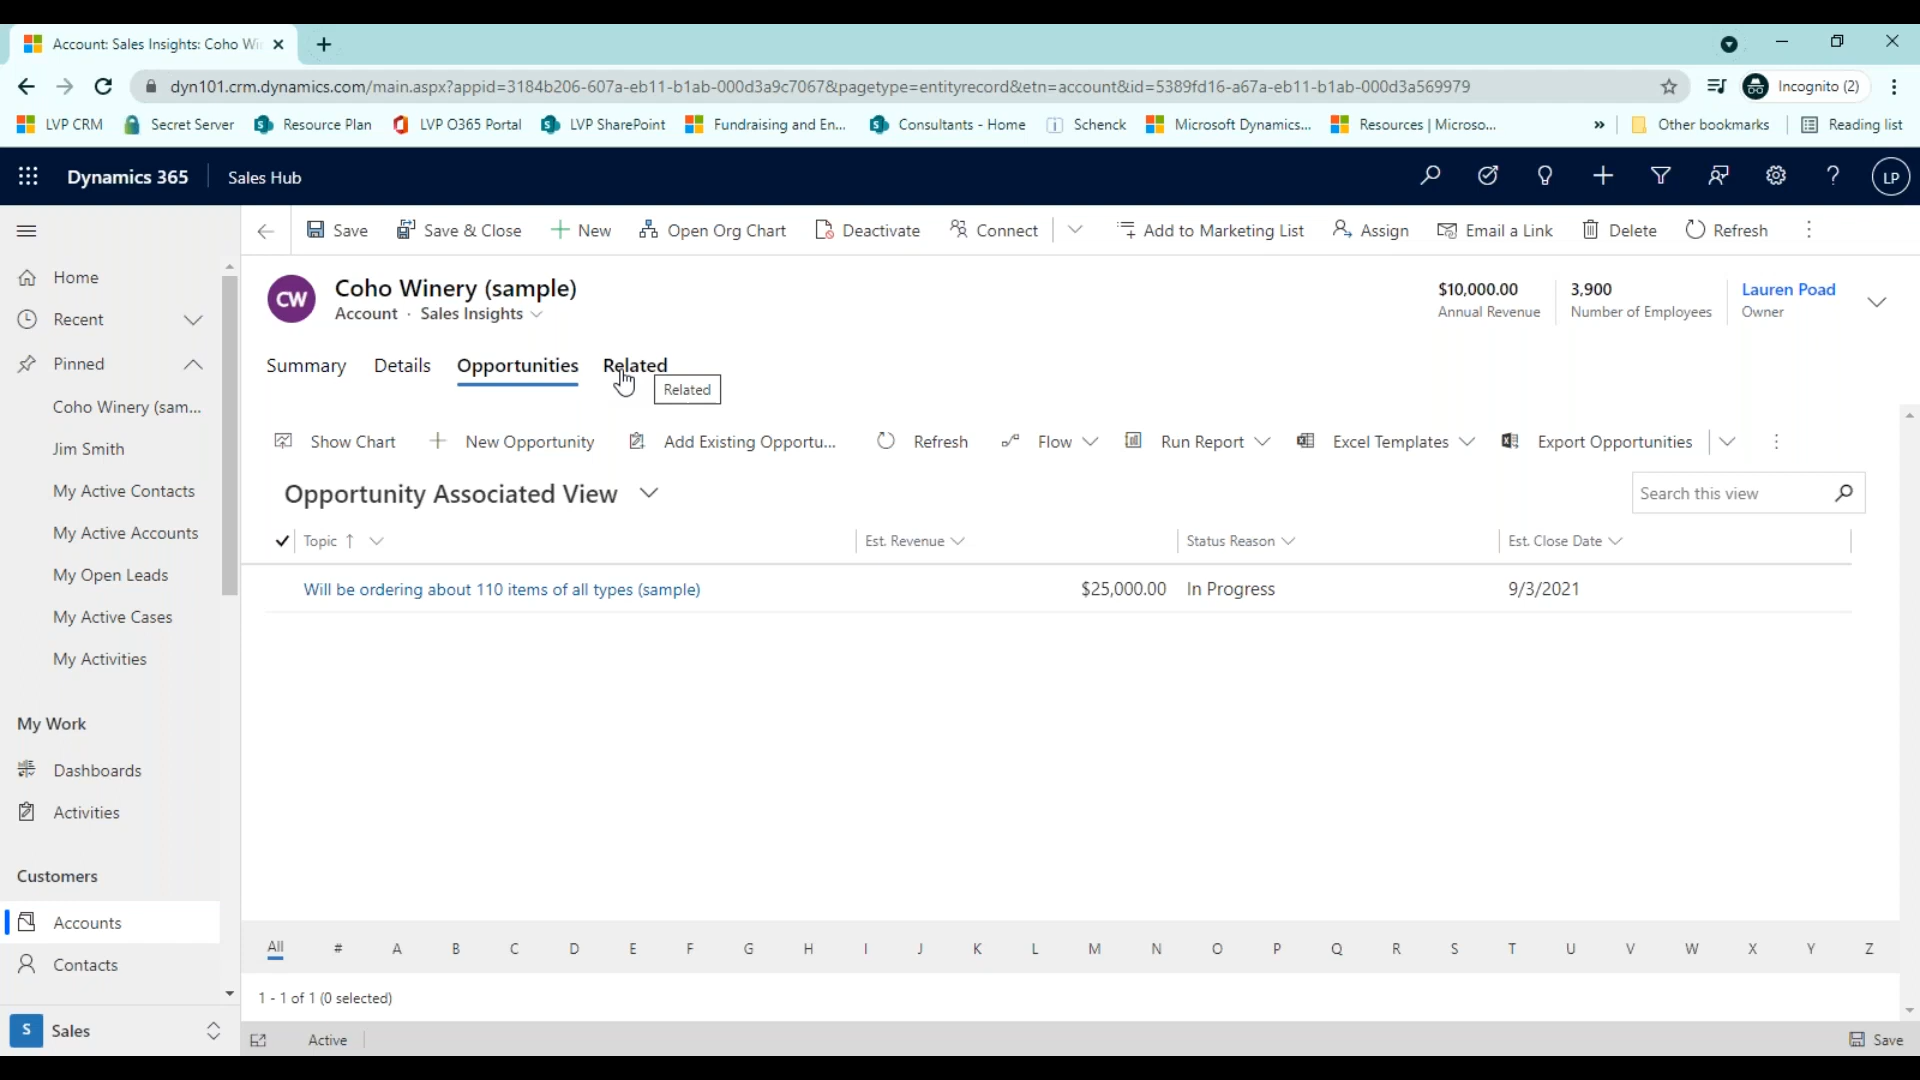 Account: Sales Insights: Coho Wi
dyn101.crm.dynamics.com/main.aspx?appid=3184b206-607a-eb11-b1ab-000d3a9c7067&pagetype=entityrecord&etn=account&id=5389fd16-a67a-eb11-b1ab-000d3a569979
Incognito (2)
LVP CRM Secret Server Resource Plan LVP O365 Portal LVP SharePoint Fundraising and En... Consultants - Home Schenck Microsoft Dynamics... Resources | Microso... » Other bookmarks Reading list
Dynamics 365 Sales Hub LP
Save Save & Close New Open Org Chart Deactivate Connect Add to Marketing List Assign Email a Link Delete Refresh
Home
Recent
Pinned
Coho Winery (sam...
Jim Smith
My Active Contacts
My Active Accounts
My Open Leads
My Active Cases
My Activities
My Work
Dashboards
Activities
Customers
Accounts
Contacts
S Sales
CW
Coho Winery (sample)
Account · Sales Insights
$10,000.00
Annual Revenue
3,900
Number of Employees
Lauren Poad
Owner
Summary Details Opportunities Related
Related
Show Chart New Opportunity Add Existing Opportu... Refresh Flow Run Report Excel Templates Export Opportunities
Opportunity Associated View
Search this view
Topic ↑ Est. Revenue Status Reason Est. Close Date
Will be ordering about 110 items of all types (sample) $25,000.00 In Progress 9/3/2021
All # A B C D E F G H I J K L M N O P Q R S T U V W X Y Z
1 - 1 of 1 (0 selected)
Active
Save